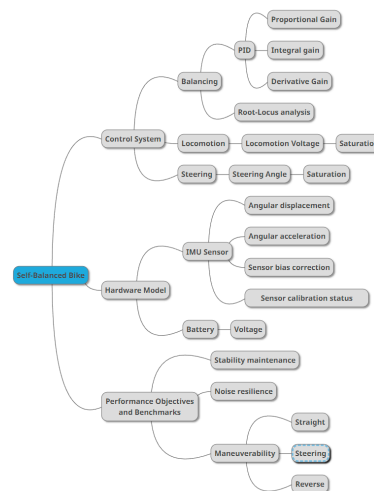 Proportional Gain
PID
Integral gain
Balancing
Derivative Gain
Root-Locus analysis
Control System
Locomotion
Locomotion Voltage
Saturatio
Steering
Steering Angle
Saturation
Angular displacement
Angular acceleration
IMU Sensor
Sensor bias correction
Self-Balanced Bike
Hardware Model
Sensor calibration status
Battery
Voltage
Stability maintenance
Noise resilience
Performance Objectives
and Benchmarks
Straight
Maneuverability
Steering
Reverse